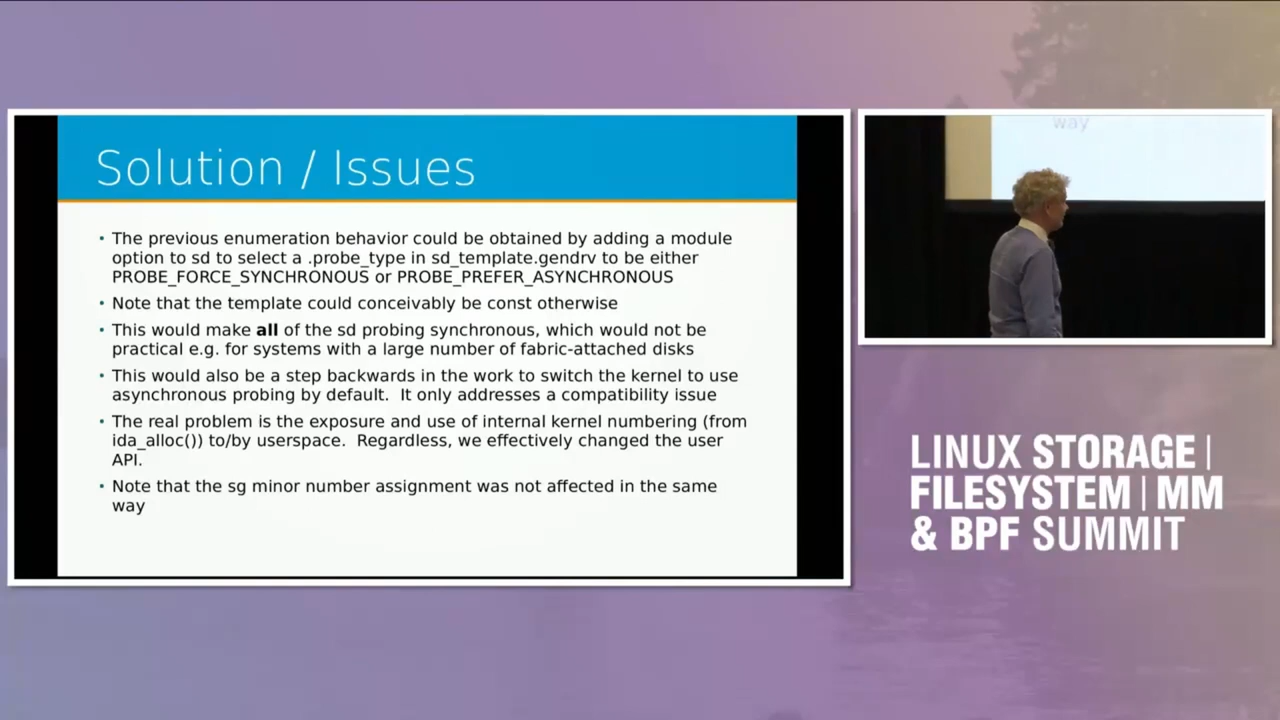 Solution / Issues
• The previous enumeration behavior could be obtained by adding a module
option to sd to select a .probe_type in sd_template.gendrv to be either
PROBE_FORCE_SYNCHRONOUS or PROBE_PREFER_ASYNCHRONOUS
• Note that the template could conceivably be const otherwise
• This would make all of the sd probing synchronous, which would not be
practical e.g. for systems with a large number of fabric-attached disks
• This would also be a step backwards in the work to switch the kernel to use
asynchronous probing by default.  It only addresses a compatibility issue
• The real problem is the exposure and use of internal kernel numbering (from
ida_alloc()) to/by userspace.  Regardless, we effectively changed the user
API.
• Note that the sg minor number assignment was not affected in the same
way
way
LINUX STORAGE |
FILESYSTEM | MM
& BPF SUMMIT